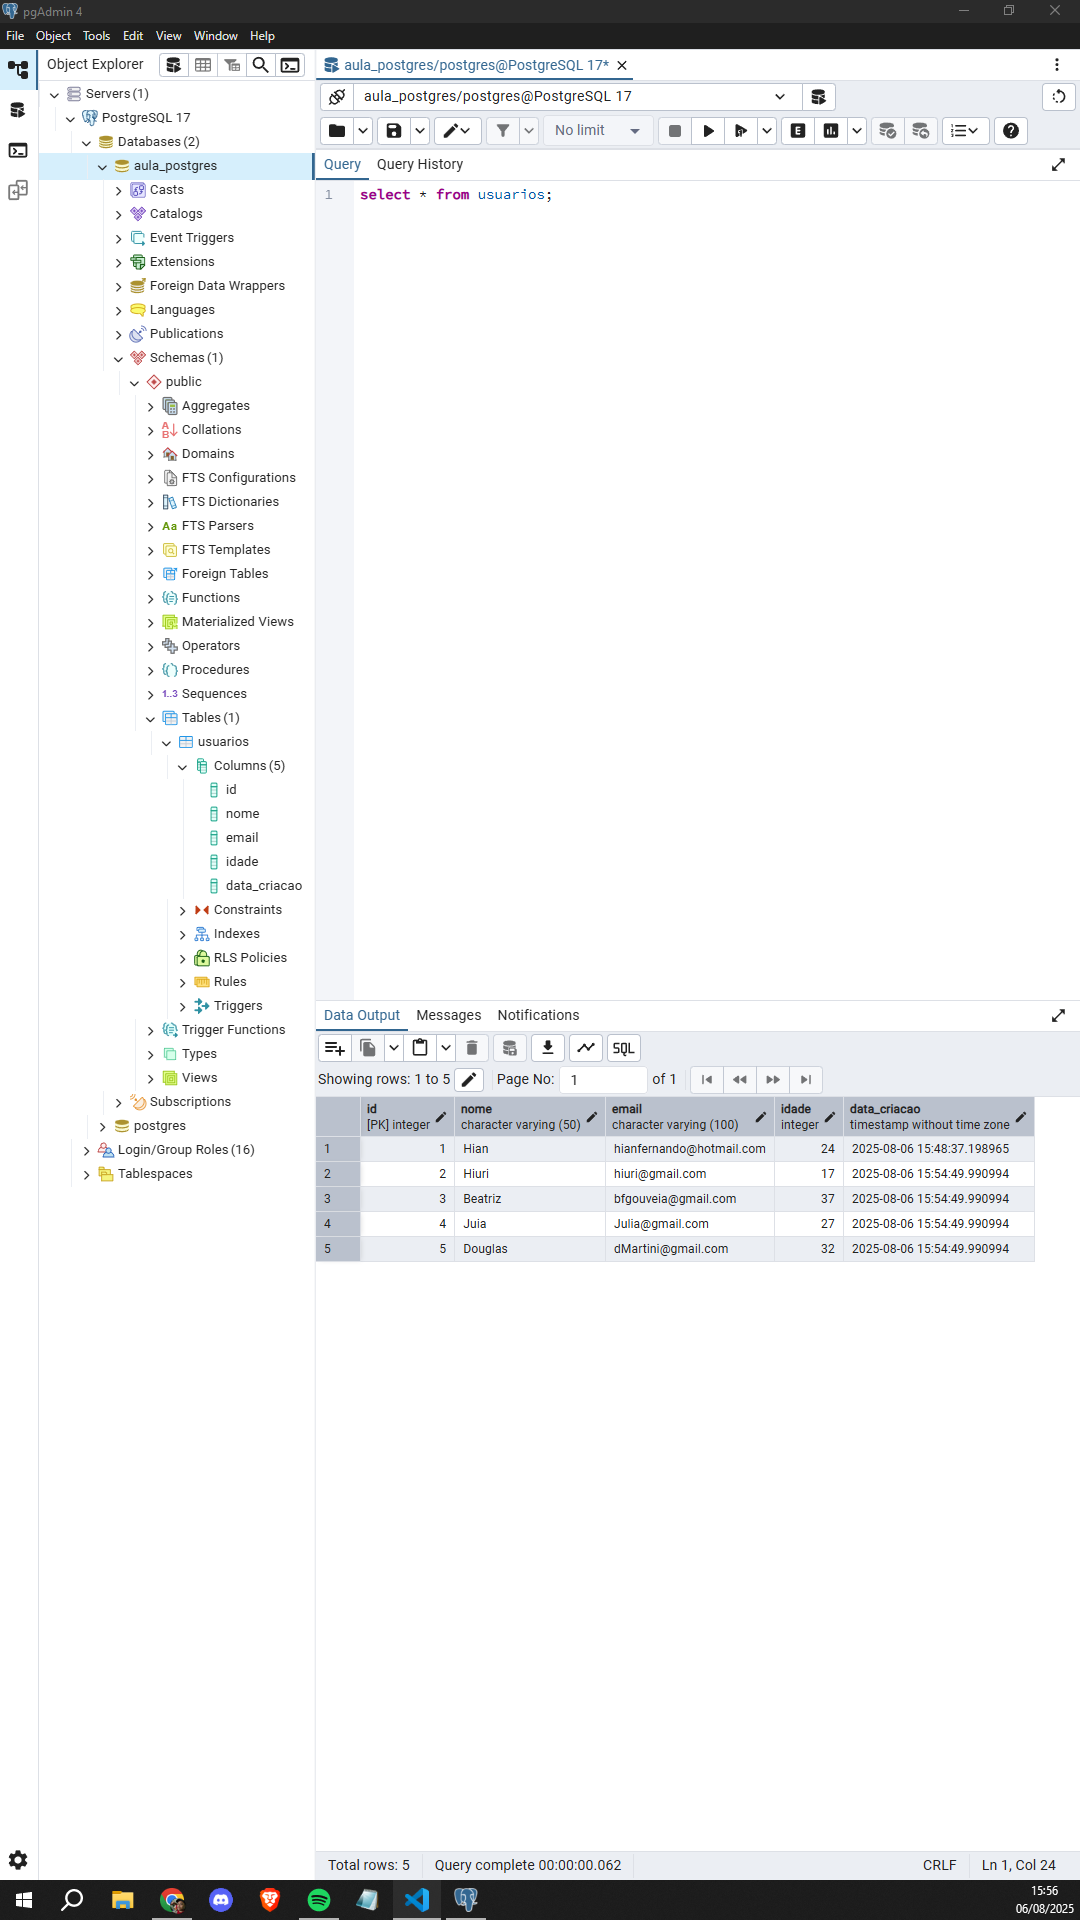 pgAdmin 4
File Object Tools Edit View Window Help
Object Explorer
Servers (1)
PostgreSQL 17
Databases (2)
aula_postgres
Casts
Catalogs
Event Triggers
Extensions
Foreign Data Wrappers
Languages
Publications
Schemas (1)
public
Aggregates
Collations
Domains
FTS Configurations
FTS Dictionaries
Aa FTS Parsers
FTS Templates
Foreign Tables
Functions
Materialized Views
Operators
Procedures
1..3 Sequences
Tables (1)
usuarios
Columns (5)
id
nome
email
idade
data_criacao
Constraints
Indexes
RLS Policies
Rules
Triggers
Trigger Functions
Types
Views
Subscriptions
postgres
Login/Group Roles (16)
Tablespaces
aula_postgres/postgres@PostgreSQL 17*
aula_postgres/postgres@PostgreSQL 17
No limit
E
Query Query History
1 select * from usuarios;
Data Output Messages Notifications
SQL
Showing rows: 1 to 5 Page No: 1 of 1
id nome email idade data_criacao
[PK] integer character varying (50) character varying (100) integer timestamp without time zone
1 1 Hian hianfernando@hotmail.com 24 2025-08-06 15:48:37.198965
2 2 Hiuri hiuri@gmail.com 17 2025-08-06 15:54:49.990994
3 3 Beatriz bfgouveia@gmail.com 37 2025-08-06 15:54:49.990994
4 4 Juia Julia@gmail.com 27 2025-08-06 15:54:49.990994
5 5 Douglas dMartini@gmail.com 32 2025-08-06 15:54:49.990994
Total rows: 5 Query complete 00:00:00.062 CRLF Ln 1, Col 24
15:56
06/08/2025